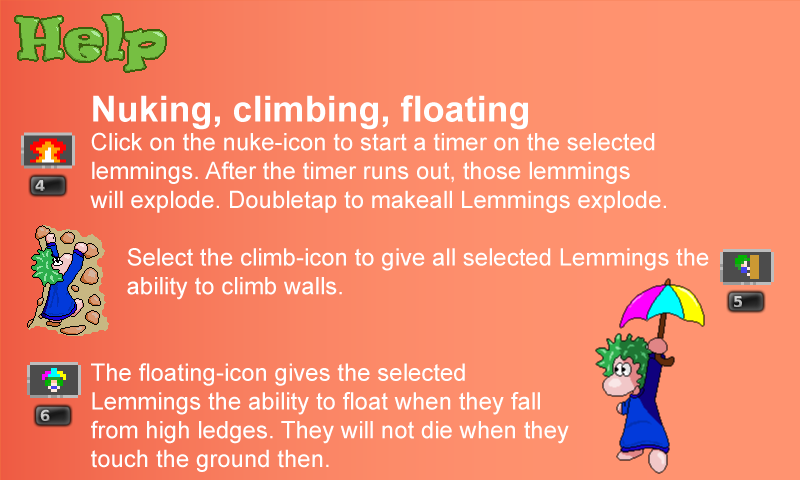 Help
Nuking, climbing, floating
Click on the nuke-icon to start a timer on the selected
lemmings. After the timer runs out, those lemmings
will explode. Doubletap to makeall Lemmings explode.
4
Select the climb-icon to give all selected Lemmings the
ability to climb walls.
5
The floating-icon gives the selected
Lemmings the ability to float when they fall
from high ledges. They will not die when they
touch the ground then.
6